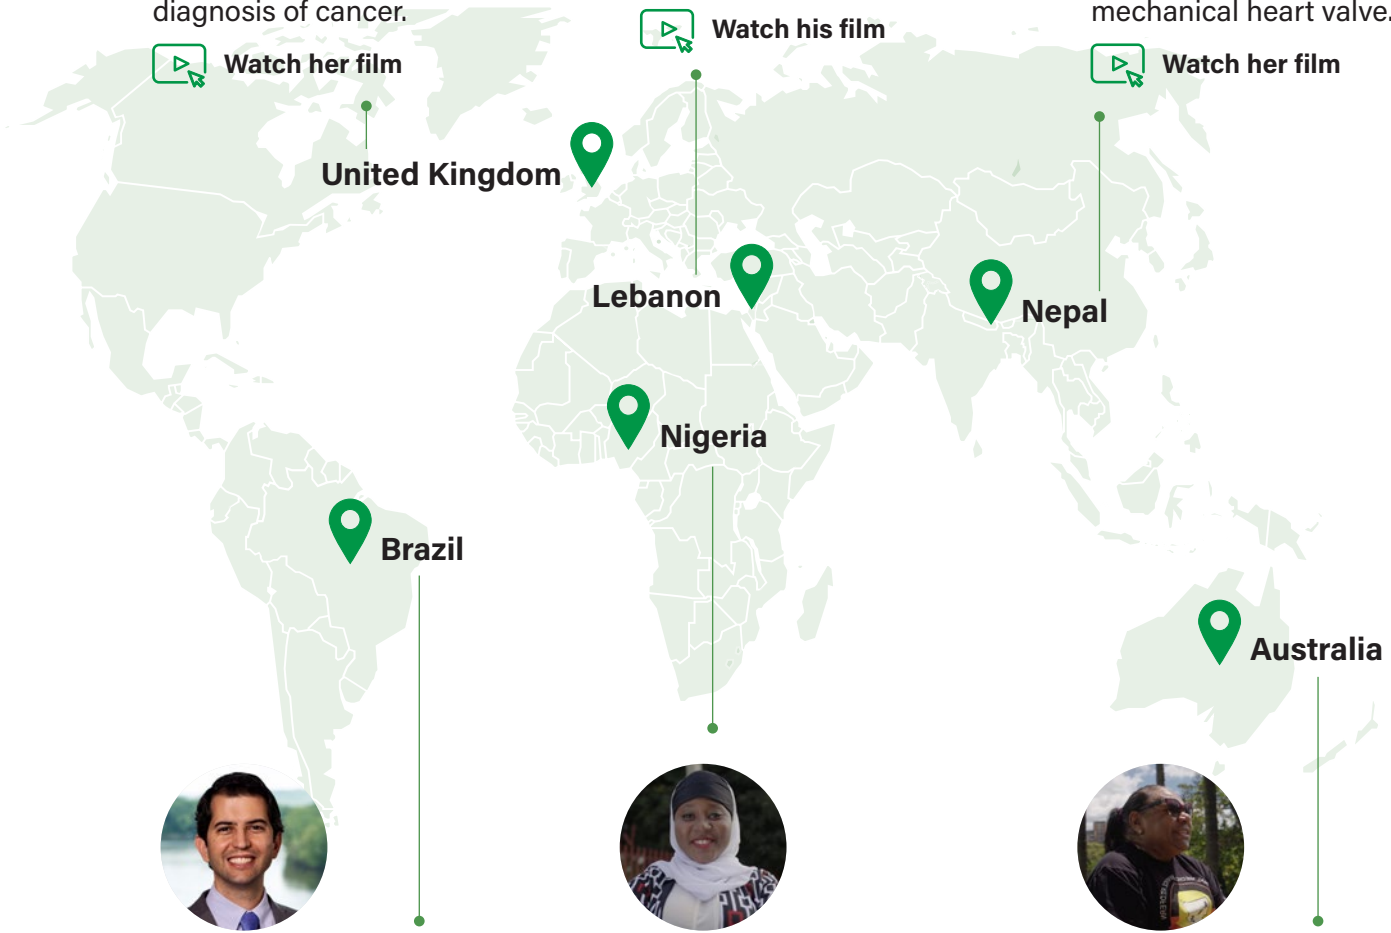 diagnosis of cancer.
Watch her film
Watch his film
mechanical heart valve.
Watch her film
United Kingdom
Lebanon
Nepal
Nigeria
Brazil
Australia